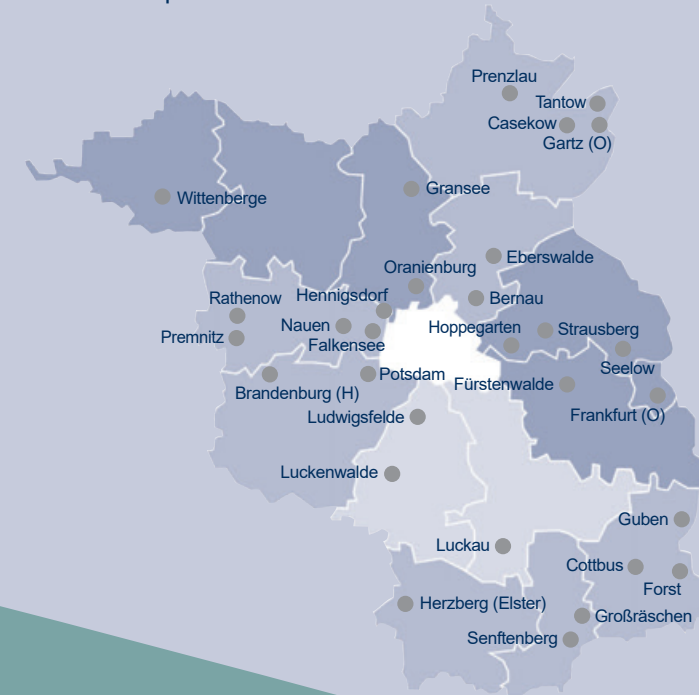 Prenzlau
Tantow
Casekow
Gartz (O)
Wittenberge
Gransee
Eberswalde
Oranienburg
Rathenow
Hennigsdorf
Bernau
Nauen
Hoppegarten
Strausberg
Premnitz
Falkensee
Seelow
Potsdam
Fürstenwalde
Brandenburg (H)
Frankfurt (O)
Ludwigsfelde
Luckenwalde
Guben
Luckau
Cottbus
Forst
Herzberg (Elster)
Großräschen
Senftenberg